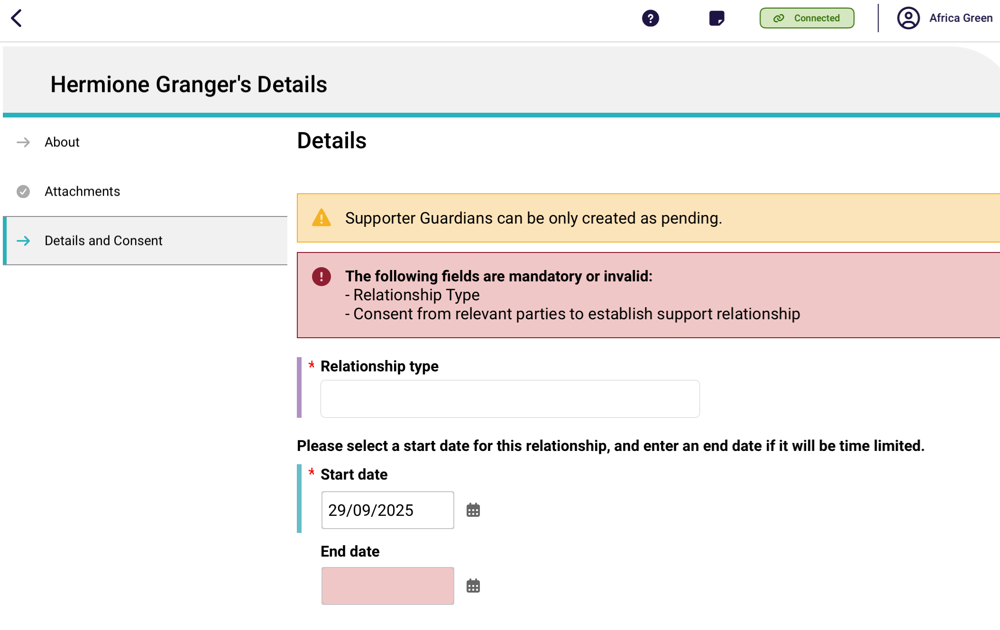 Connected
Africa Green
Hermione Granger's Details
About
Attachments
Details and Consent
Details
Supporter Guardians can be only created as pending.
The following fields are mandatory or invalid:
- Relationship Type
- Consent from relevant parties to establish support relationship
* Relationship type
Please select a start date for this relationship, and enter an end date if it will be time limited.
* Start date
29/09/2025
End date